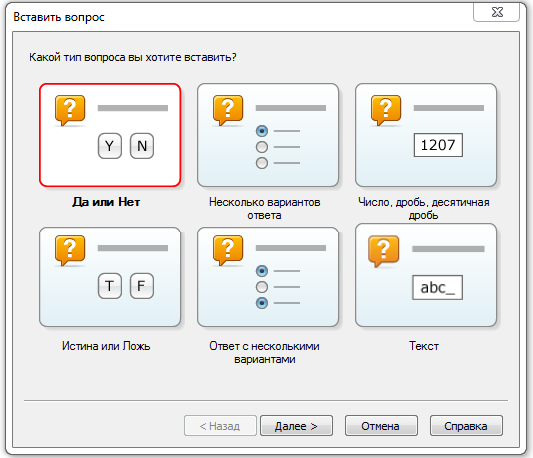 Вставить вопрос
Какой тип вопроса вы хотите вставить?
?
Y N
Да или Нет
?
Несколько вариантов
ответа
?
1207
Число, дробь, десятичная
дробь
?
T F
Истина или Ложь
?
Ответ с несколькими
вариантами
?
abc_
Текст
< Назад
Далее >
Отмена
Справка